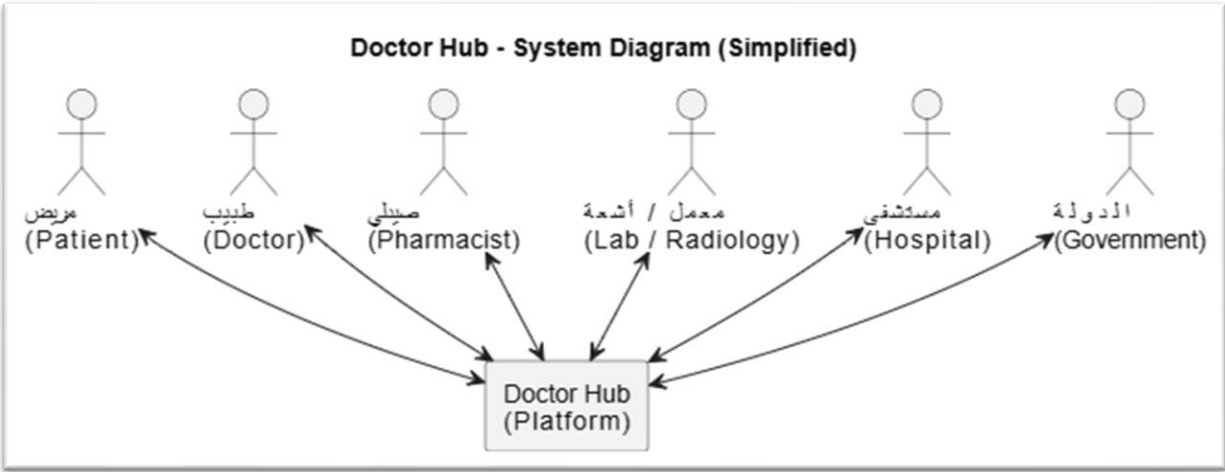 Doctor Hub - System Diagram (Simplified)
مريض
(Patient)
طبيب
(Doctor)
صيدلي
(Pharmacist)
معمل / أشعة
(Lab / Radiology)
مستشفى
(Hospital)
الدولة
(Government)
Doctor Hub
(Platform)